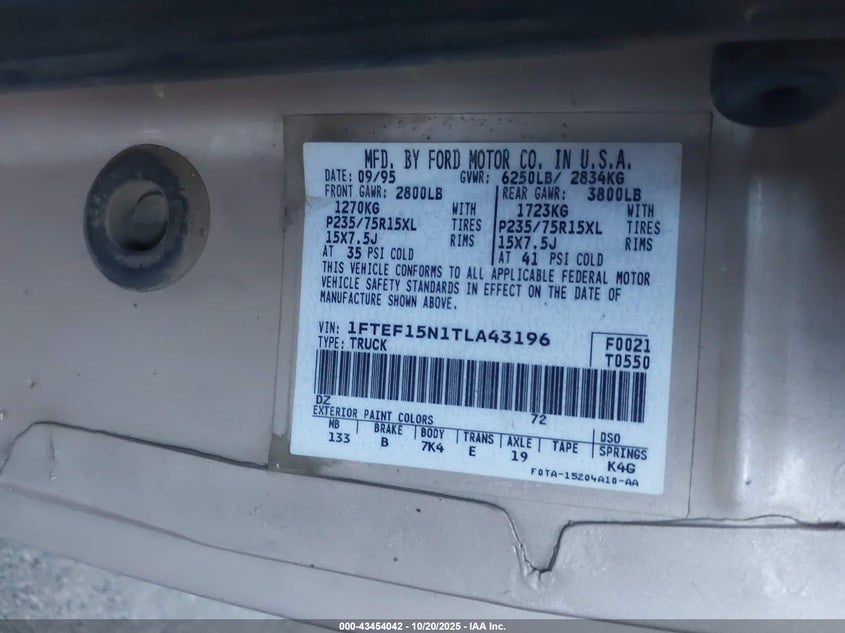 MFD. BY FORD MOTOR CO. IN U.S.A.
DATE: 09/95 GVWR: 6250LB/ 2834KG
FRONT GAWR: 2800LB REAR GAWR: 3800LB
1270KG WITH 1723KG WITH
P235/75R15XL TIRES P235/75R15XL TIRES
15X7.5J RIMS 15X7.5J RIMS
AT 35 PSI COLD AT 41 PSI COLD
THIS VEHICLE CONFORMS TO ALL APPLICABLE FEDERAL MOTOR
VEHICLE SAFETY STANDARDS IN EFFECT ON THE DATE OF
MANUFACTURE SHOWN ABOVE.
VIN: 1FTEF15N1TLA43196 F0021
TYPE: TRUCK T0550
DZ 72
EXTERIOR PAINT COLORS DSO
WB BRAKE BODY TRANS AXLE TAPE SPRINGS
133 B 7K4 E 19 K4G
F0TA-15204A10-AA
000-43454042 | 10/20/2025 - IAA Inc.